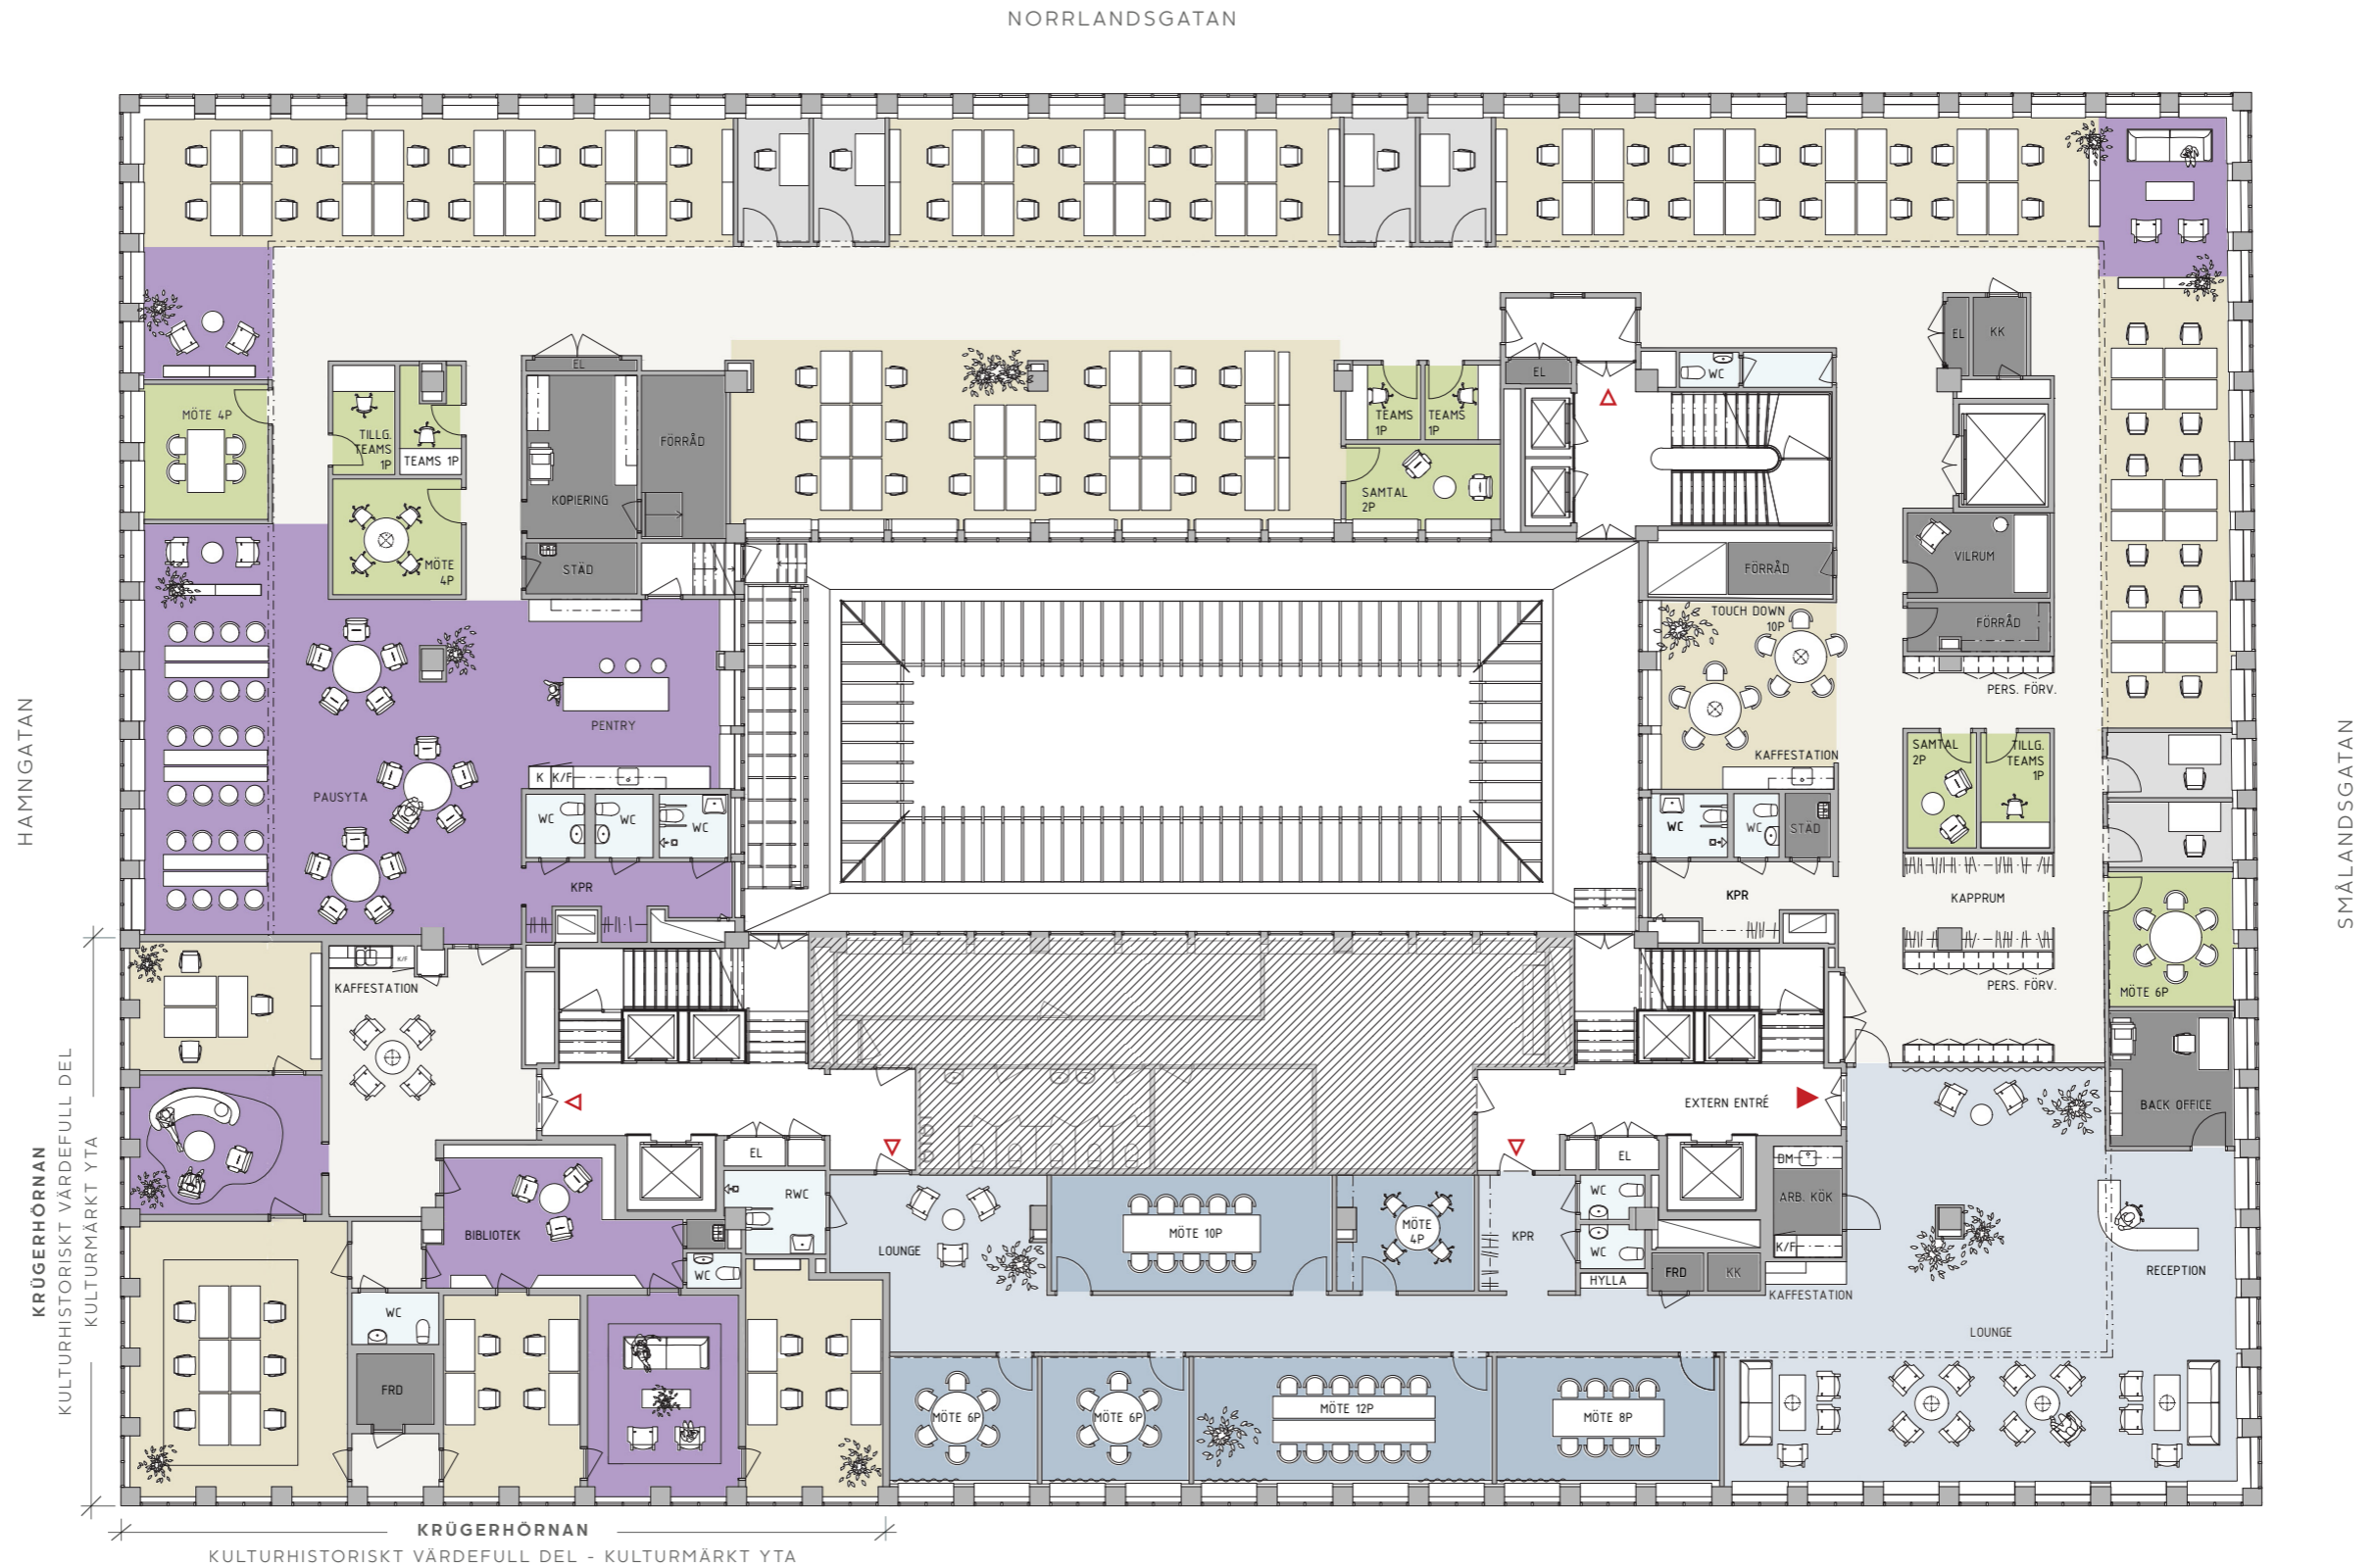 NORRLANDSGATAN
HAMNGATAN
SMÅLANDSGATAN
MÖTE 4P
TILLG.
TEAMS
1P
TEAMS 1P
MÖTE
4P
EL
KOPIERING
FÖRRÅD
STÄD
TEAMS
1P
TEAMS
1P
SAMTAL
2P
EL
WC
EL
KK
FÖRRÅD
VILRUM
FÖRRÅD
PERS. FÖRV.
TOUCH DOWN
10P
KAFFESTATION
PENTRY
K
K/F
PAUSYTA
WC
WC
WC
KPR
WC
WC
STÄD
KPR
SAMTAL
2P
TILLG.
TEAMS
1P
KAPPRUM
PERS. FÖRV.
MÖTE 6P
BACK OFFICE
KAFFESTATION
K/F
EXTERN ENTRÉ
EL
RWC
BIBLIOTEK
WC
WC
FRD
LOUNGE
MÖTE 10P
MÖTE
4P
KPR
EL
WC
WC
HYLLA
FRD
KK
DM
ARB. KÖK
K/F
KAFFESTATION
RECEPTION
LOUNGE
MÖTE 6P
MÖTE 6P
MÖTE 12P
MÖTE 8P
KRÜGERHÖRNAN
KULTURHISTORISKT VÄRDEFULL DEL
KULTURMÄRKT YTA
KRÜGERHÖRNAN
KULTURHISTORISKT VÄRDEFULL DEL - KULTURMÄRKT YTA